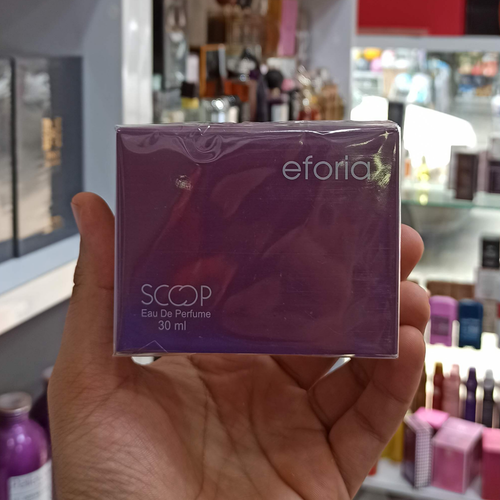 eforia
SCOOP
Eau De Perfume
30 ml